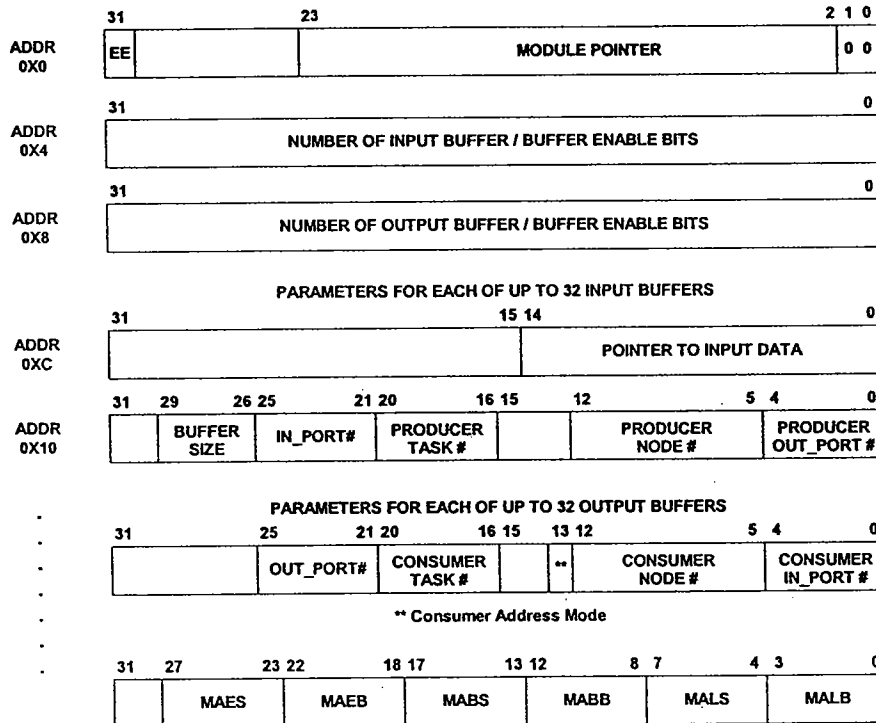 31 23 2 1 0
ADDR 0X0
EE MODULE POINTER 0 0
31 0
ADDR 0X4
NUMBER OF INPUT BUFFER / BUFFER ENABLE BITS
31 0
ADDR 0X8
NUMBER OF OUTPUT BUFFER / BUFFER ENABLE BITS
PARAMETERS FOR EACH OF UP TO 32 INPUT BUFFERS
31 15 14 0
ADDR 0XC
POINTER TO INPUT DATA
31 29 26 25 21 20 16 15 12 5 4 0
ADDR 0X10
BUFFER SIZE IN_PORT# PRODUCER TASK # PRODUCER NODE # PRODUCER OUT_PORT #
PARAMETERS FOR EACH OF UP TO 32 OUTPUT BUFFERS
31 25 21 20 16 15 13 12 5 4 0
OUT_PORT# CONSUMER TASK # ** CONSUMER NODE # CONSUMER IN_PORT #
** Consumer Address Mode
31 27 23 22 18 17 13 12 8 7 4 3 0
MAES MAEB MABS MABB MALS MALB